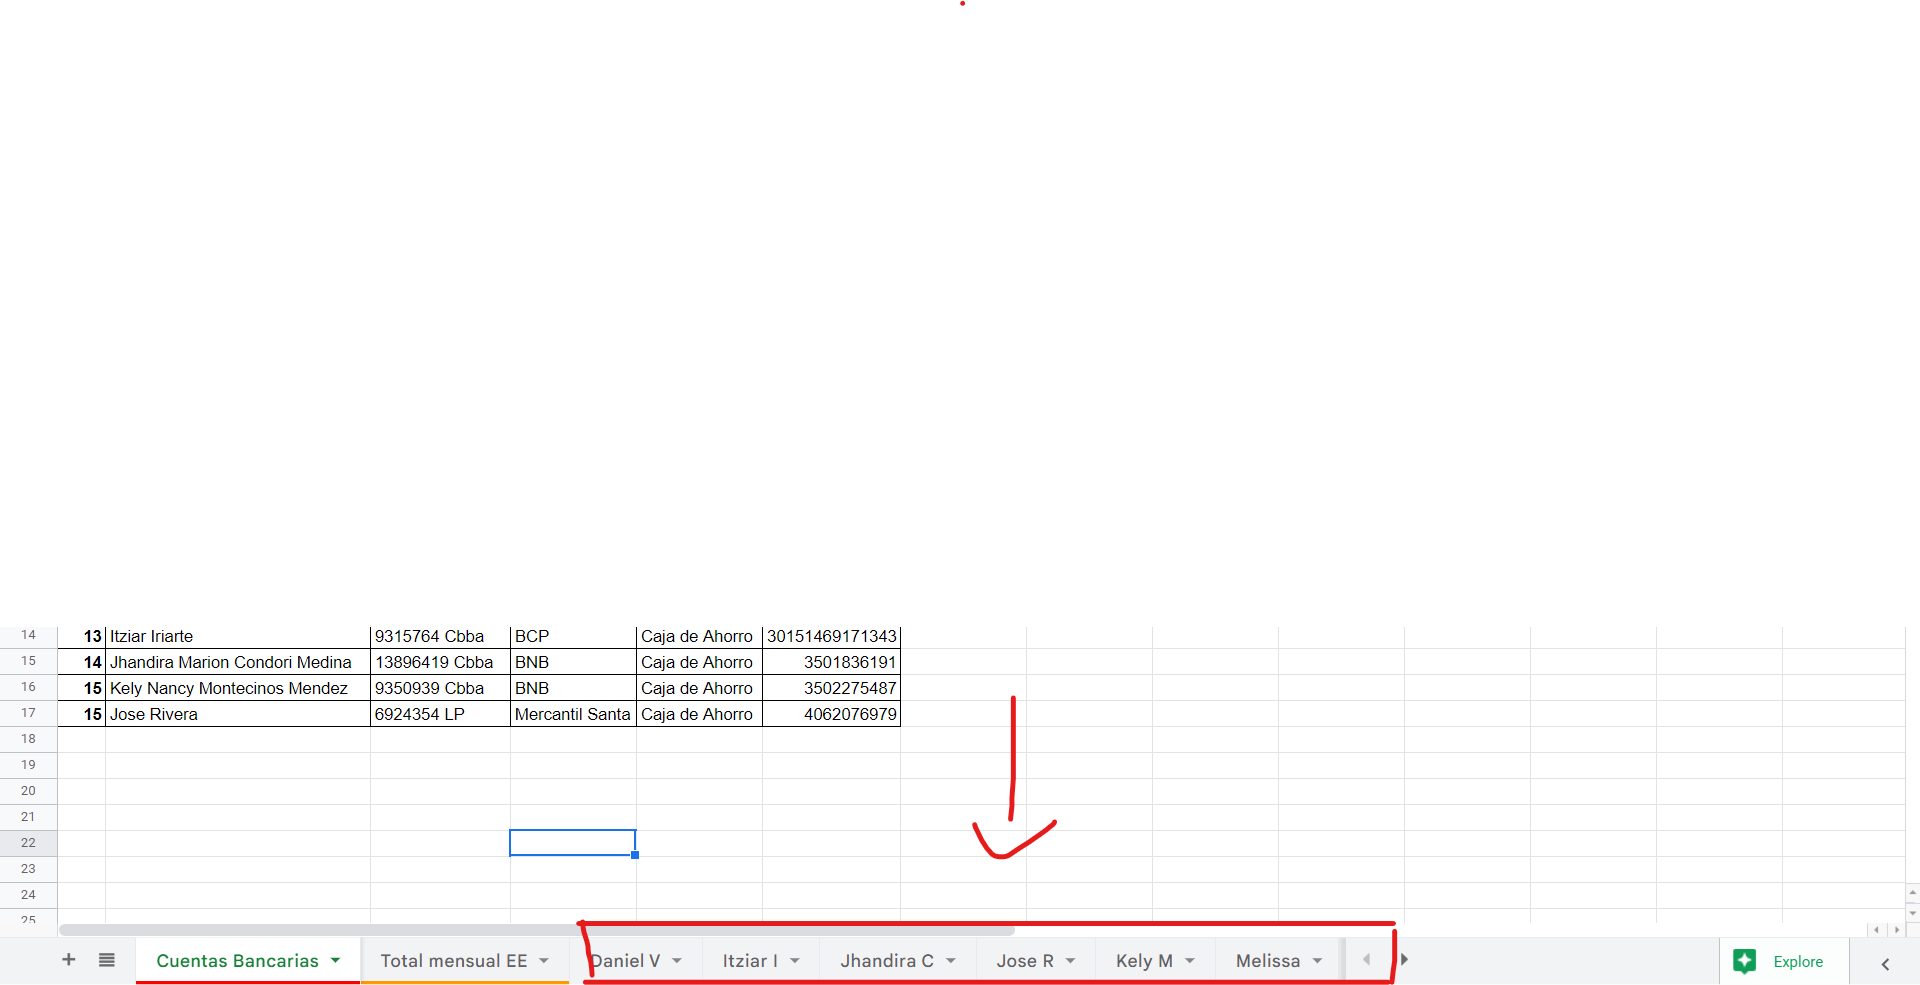 14 13 Itziar Iriarte 9315764 Cbba BCP Caja de Ahorro 30151469171343
15 14 Jhandira Marion Condori Medina 13896419 Cbba BNB Caja de Ahorro 3501836191
16 15 Kely Nancy Montecinos Mendez 9350939 Cbba BNB Caja de Ahorro 3502275487
17 15 Jose Rivera 6924354 LP Mercantil Santa Caja de Ahorro 4062076979
18
19
20
21
22
23
24
25
Cuentas Bancarias Total mensual EE Daniel V Itziar I Jhandira C Jose R Kely M Melissa Explore